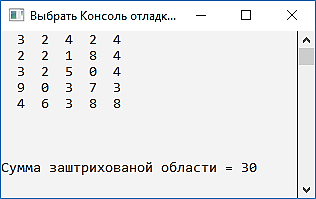 Выбрать Консоль отладк...
3 2 4 2 4
2 2 1 8 4
3 2 5 0 4
9 0 3 7 3
4 6 3 8 8
Сумма заштрихованой области = 30